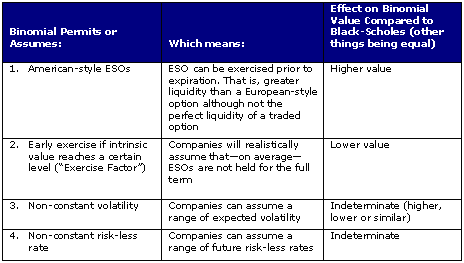 Binomial Permits or
Assumes:
Which means:
Effect on Binomial
Value Compared to
Black-Scholes (other
things being equal)
1. American-style ESOs
ESO can be exercised prior to
expiration. That is, greater
liquidity than a European-style
option although not the
perfect liquidity of a traded
option
Higher value
2. Early exercise if intrinsic
value reaches a certain
level ("Exercise Factor")
Companies will realistically
assume that—on average—
ESOs are not held for the full
term
Lower value
3. Non-constant volatility
Companies can assume a
range of expected volatility
Indeterminate (higher,
lower or similar)
4. Non-constant risk-less
rate
Companies can assume a
range of future risk-less rates
Indeterminate